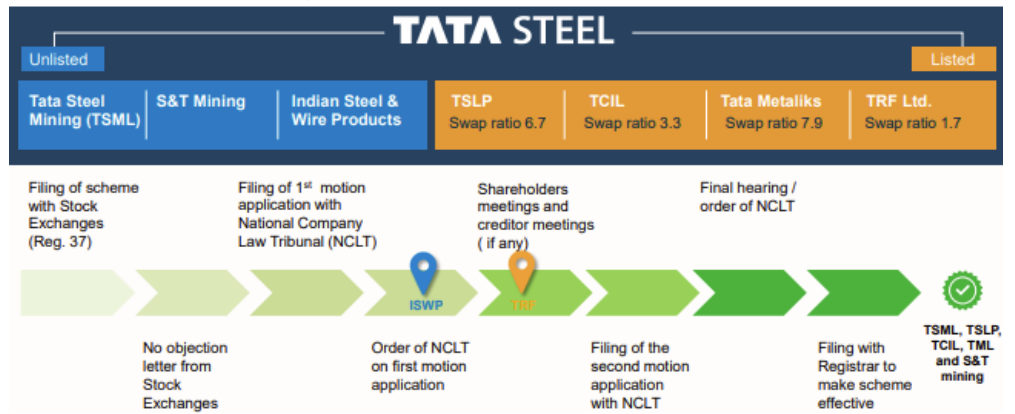 TATA STEEL
Unlisted
Listed
Tata Steel
Mining (TSML)
S&T Mining
Indian Steel &
Wire Products
TSLP
Swap ratio 6.7
TCIL
Swap ratio 3.3
Tata Metaliks
Swap ratio 7.9
TRF Ltd.
Swap ratio 1.7
Filing of scheme
with Stock
Exchanges
(Reg. 37)
Filing of 1st motion
application with
National Company
Law Tribunal (NCLT)
Shareholders
meetings and
creditor meetings
( if any)
Final hearing /
order of NCLT
ISWP
TRF
No objection
letter from
Stock
Exchanges
Order of NCLT
on first motion
application
Filing of the
second motion
application
with NCLT
Filing with
Registrar to
make scheme
effective
TSML, TSLP,
TCIL, TML
and S&T
mining